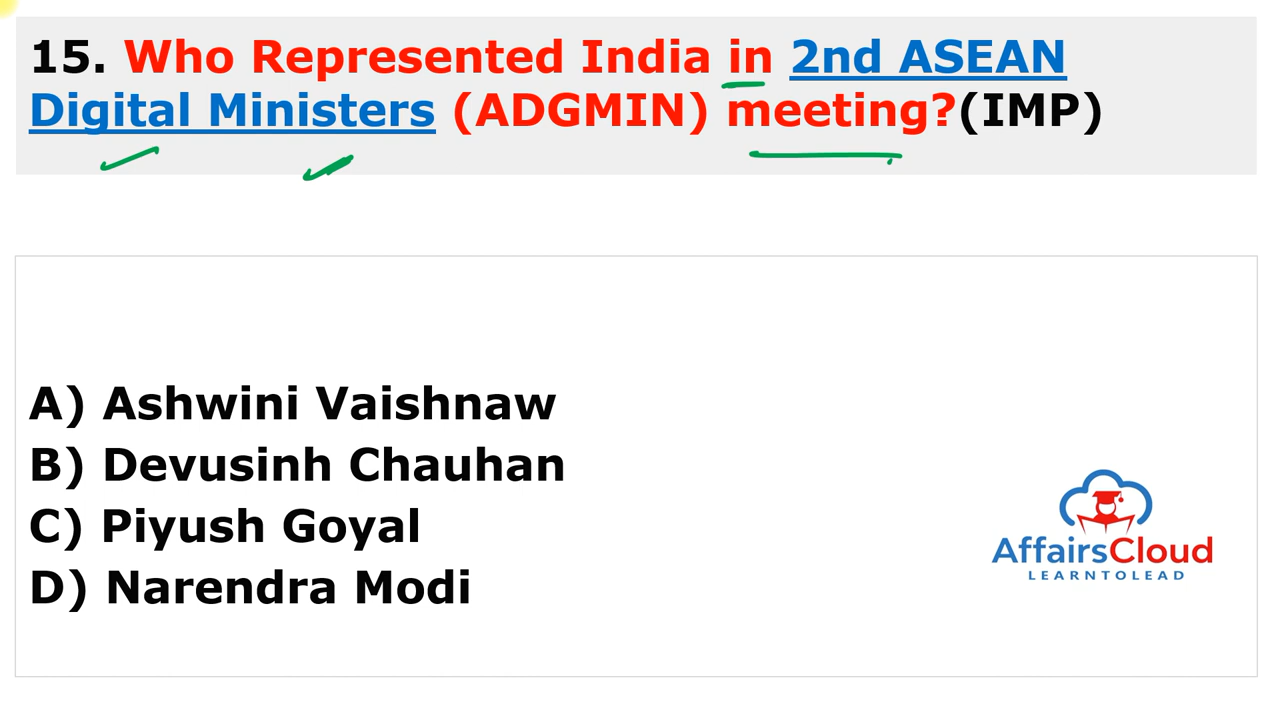 15. Who Represented India in 2nd ASEAN
Digital Ministers (ADGMIN) meeting?(IMP)
A) Ashwini Vaishnaw
B) Devusinh Chauhan
C) Piyush Goyal
D) Narendra Modi
AffairsCloud
LEARNTOLEAD